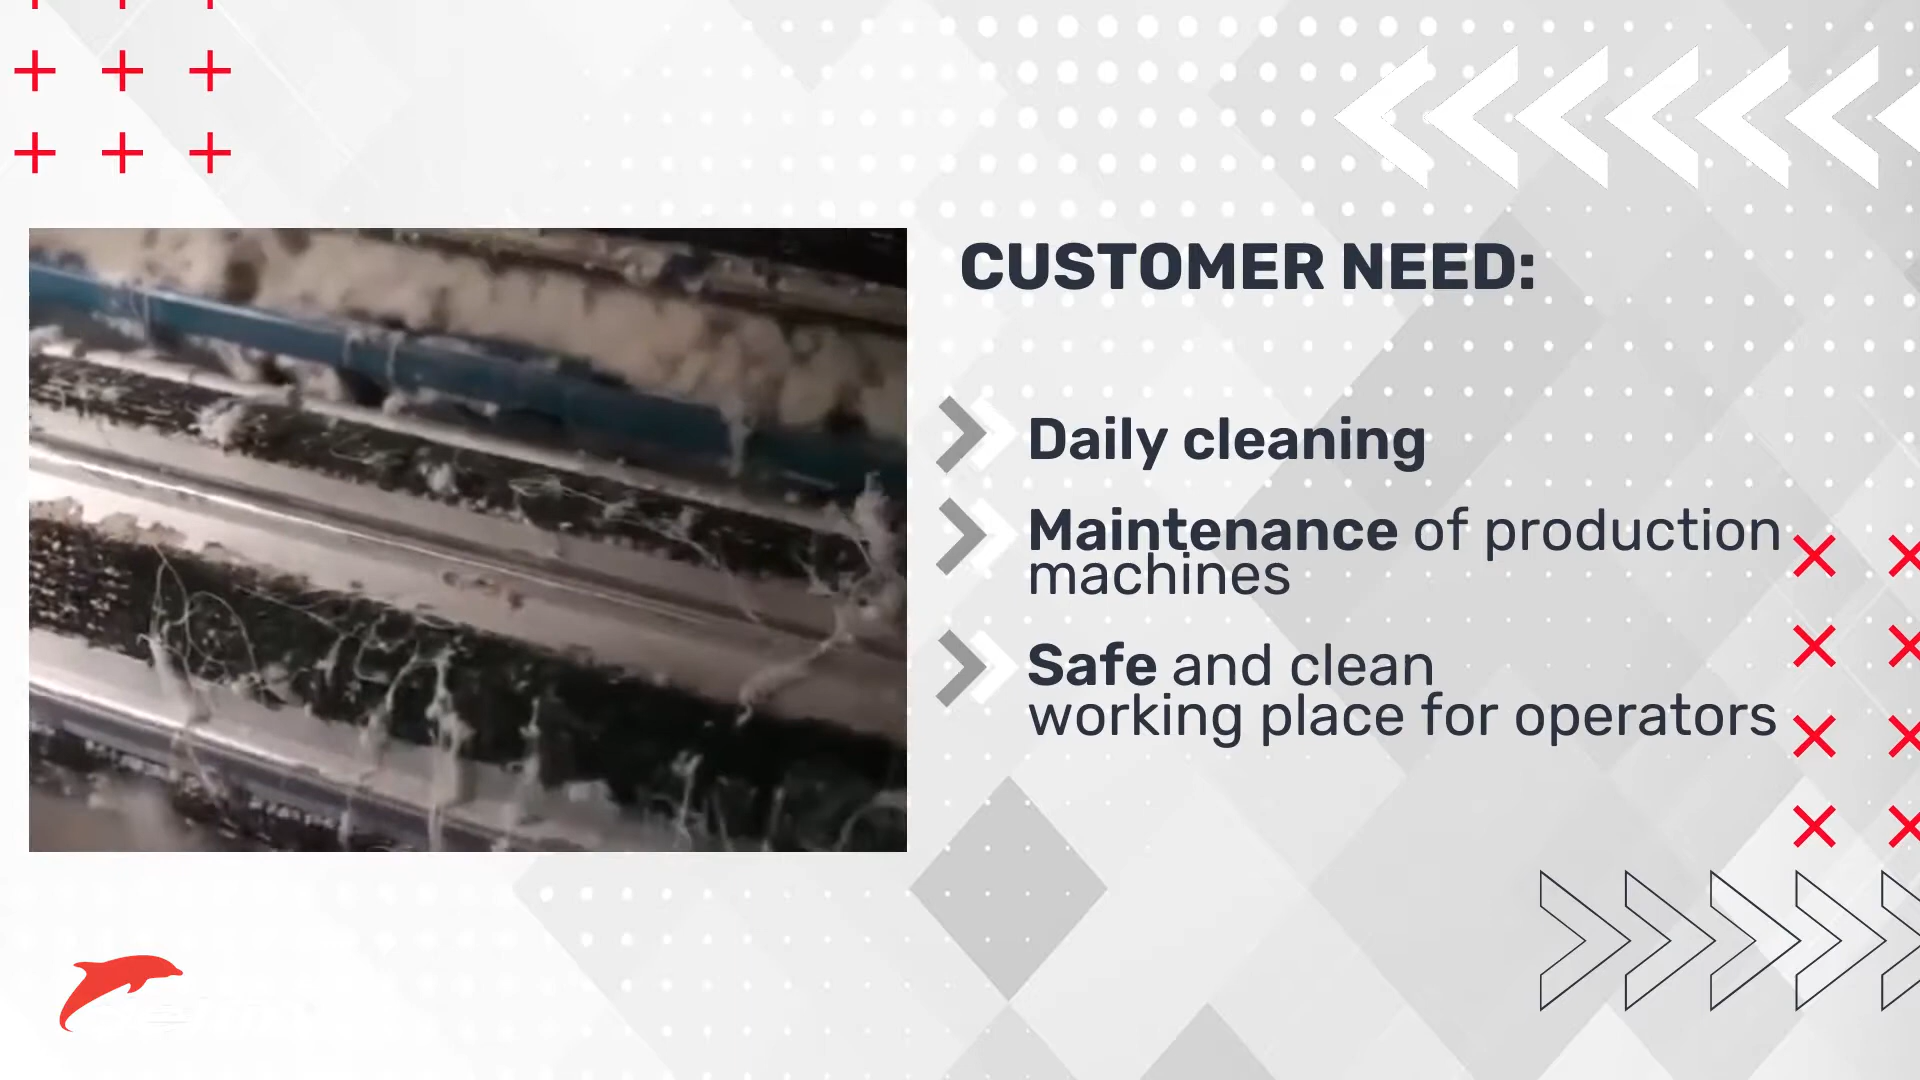 CUSTOMER NEED:
Daily cleaning
Maintenance of production
machines
Safe and clean
working place for operators